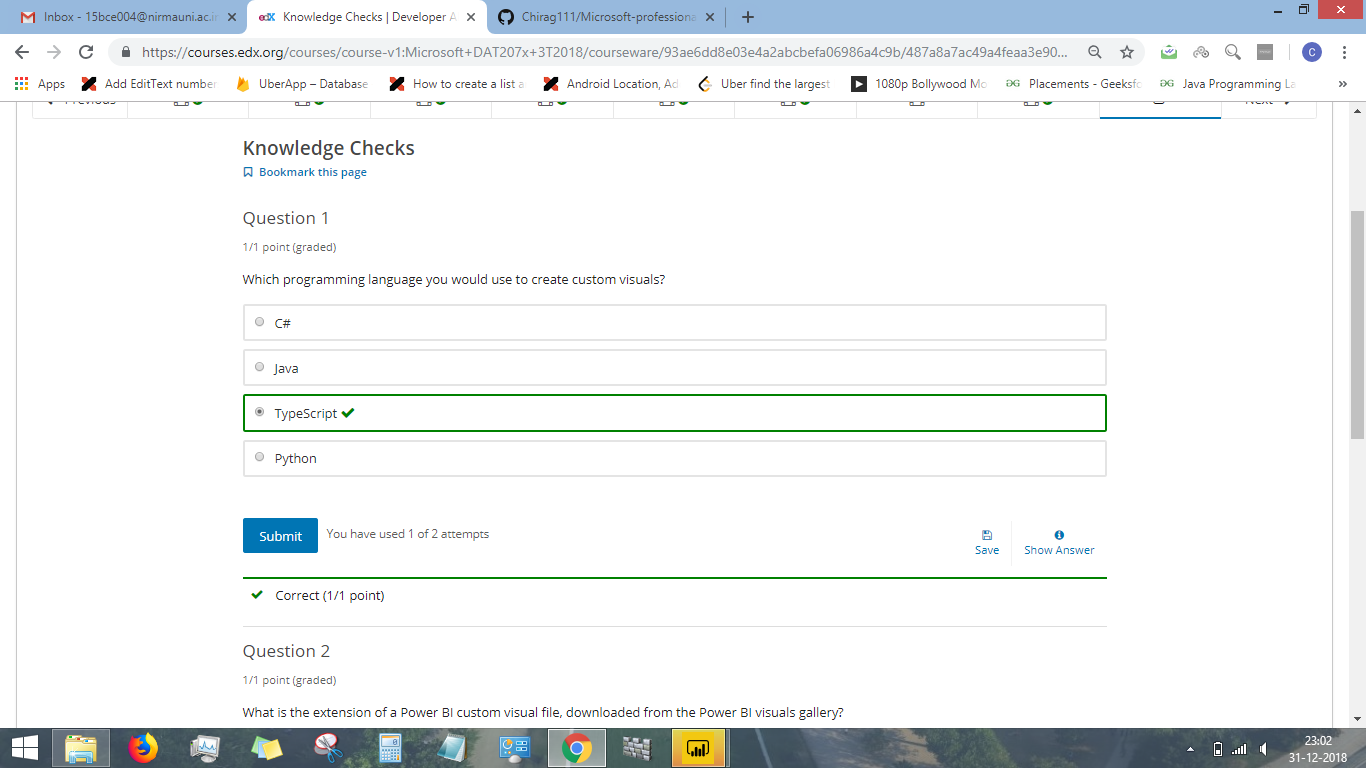 Inbox - 15bce004@nirmauni.ac.in
Knowledge Checks | Developer A
Chirag111/Microsoft-professiona
https://courses.edx.org/courses/course-v1:Microsoft+DAT207x+3T2018/courseware/93ae6dd8e03e4a2abcbefa06986a4c9b/487a8a7ac49a4feaa3e90...
C
Apps
Add EditText number
UberApp – Database
How to create a list a
Android Location, Ad
Uber find the largest
1080p Bollywood Mo
Placements - Geeksfo
Java Programming La
»
Previous
Next
Knowledge Checks
Bookmark this page
Question 1
1/1 point (graded)
Which programming language you would use to create custom visuals?
C#
Java
TypeScript
Python
Submit
You have used 1 of 2 attempts
Save
Show Answer
Correct (1/1 point)
Question 2
1/1 point (graded)
What is the extension of a Power BI custom visual file, downloaded from the Power BI visuals gallery?
23:02
31-12-2018